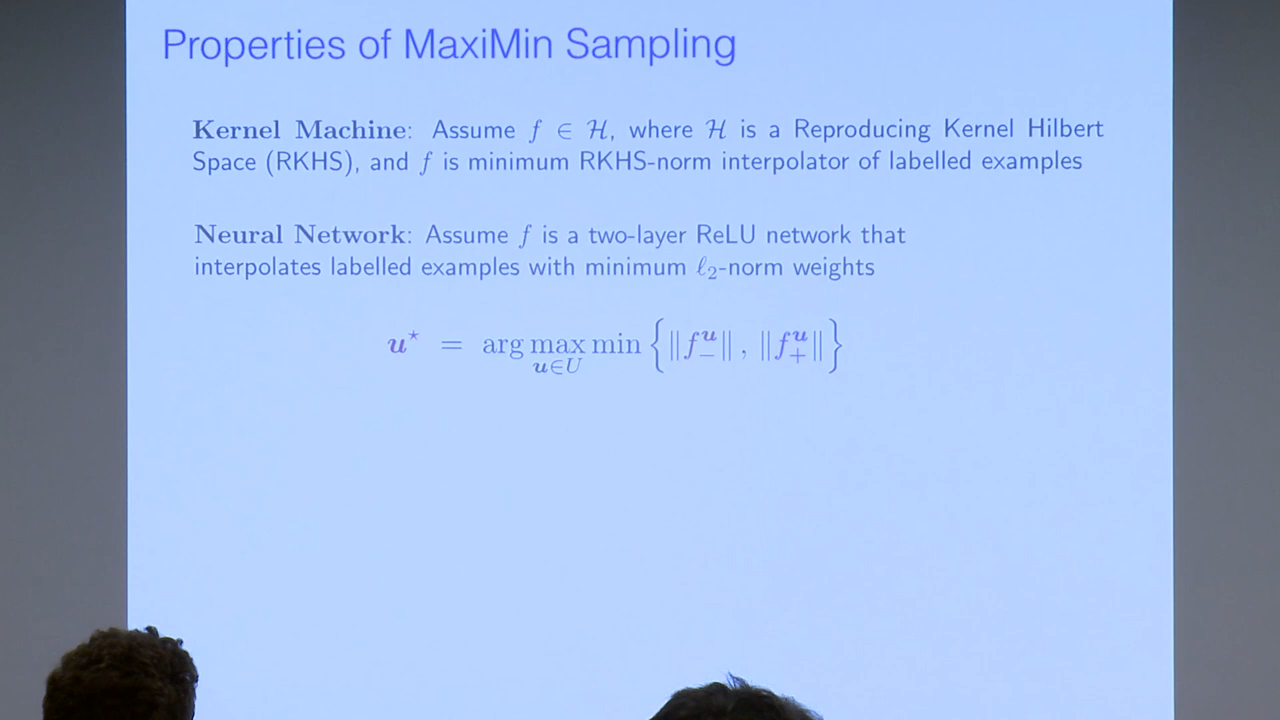 Properties of MaxiMin Sampling
Kernel Machine: Assume f ∈ ℋ, where ℋ is a Reproducing Kernel Hilbert
Space (RKHS), and f is minimum RKHS-norm interpolator of labelled examples
Neural Network: Assume f is a two-layer ReLU network that
interpolates labelled examples with minimum ℓ₂-norm weights
u⋆ = arg max min { ‖f₋ᵘ‖ , ‖f₊ᵘ‖ }
u∈U